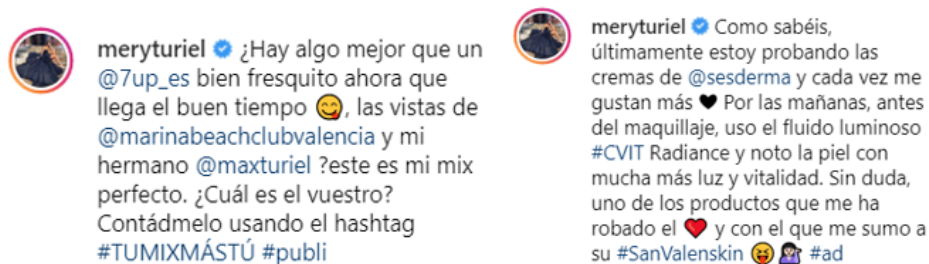 meryturiel ¿Hay algo mejor que un
@7up_es bien fresquito ahora que
llega el buen tiempo 😋, las vistas de
@marinabeachclubvalencia y mi
hermano @maxturiel ?este es mi mix
perfecto. ¿Cuál es el vuestro?
Contádmelo usando el hashtag
#TUMIXMÁSTÚ #publi
meryturiel Como sabéis,
últimamente estoy probando las
cremas de @sesderma y cada vez me
gustan más 🖤 Por las mañanas, antes
del maquillaje, uso el fluido luminoso
#CVIT Radiance y noto la piel con
mucha más luz y vitalidad. Sin duda,
uno de los productos que me ha
robado el ❤️ y con el que me sumo a
su #SanValenskin 😝💁🏻‍♀️ #ad